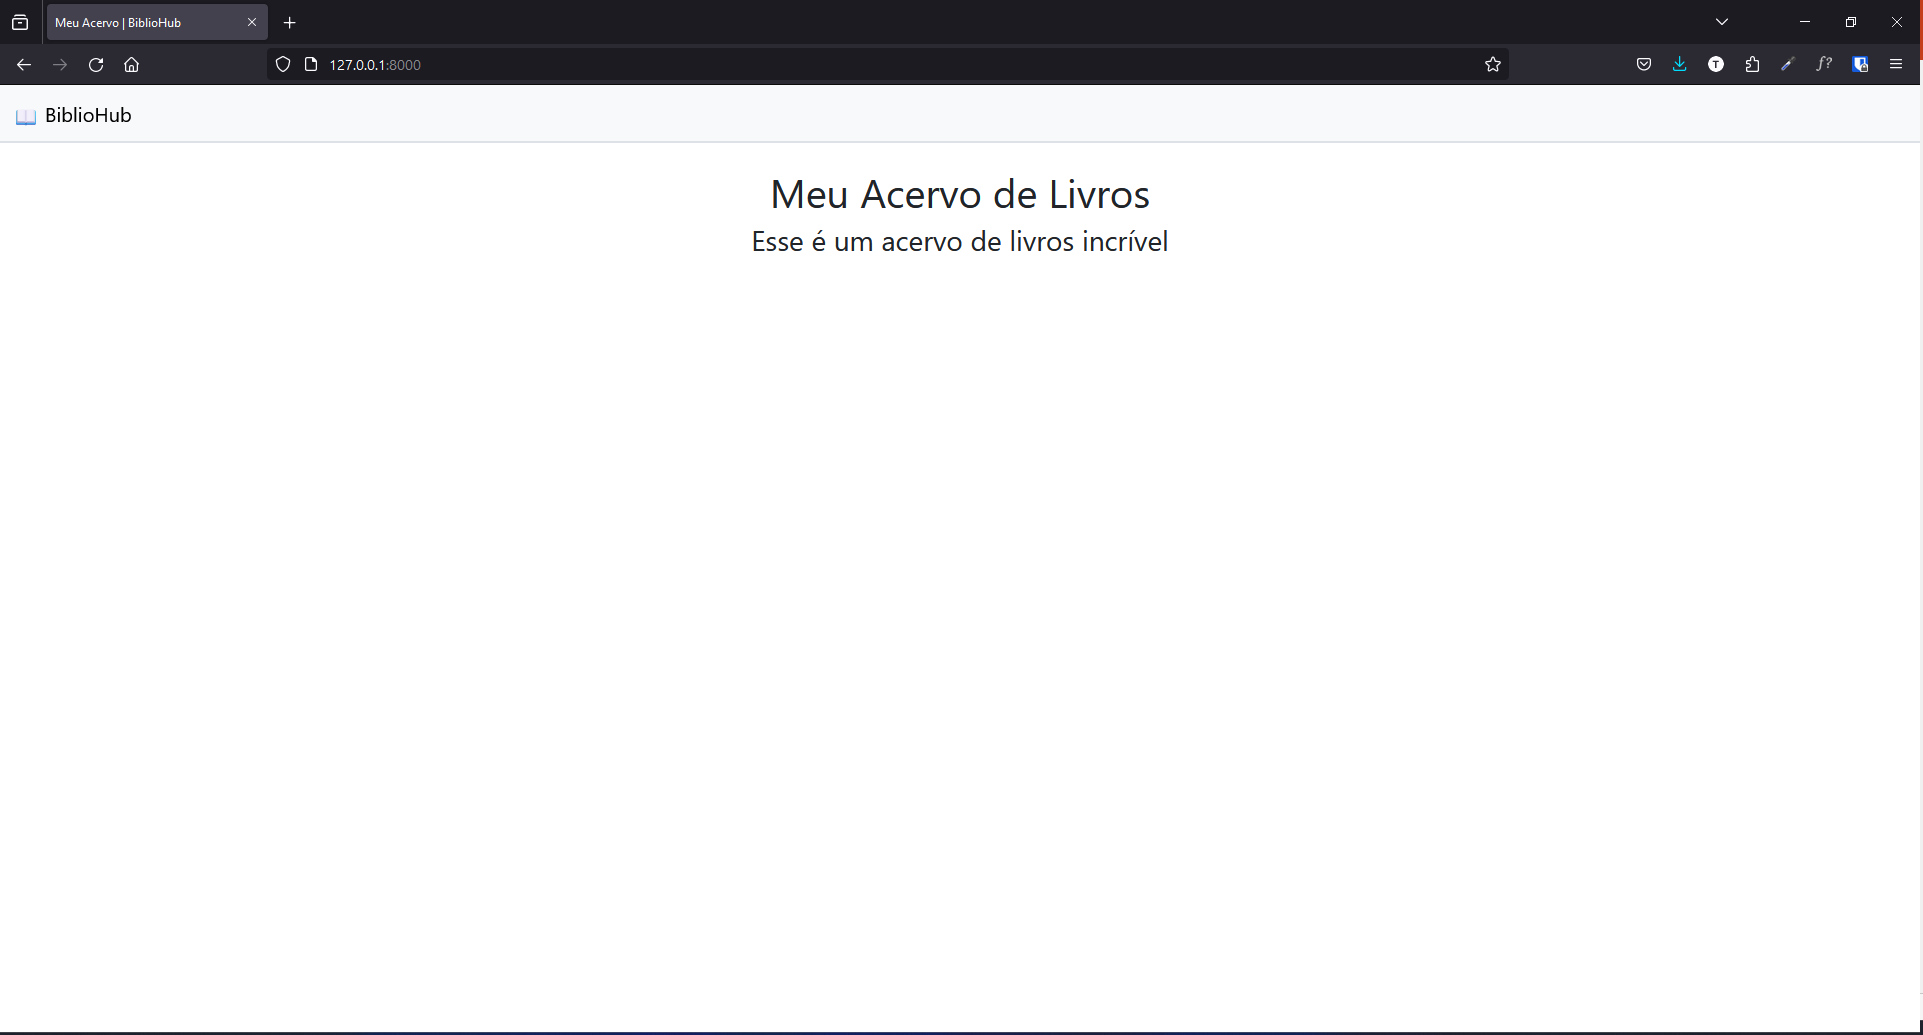 Meu Acervo | BiblioHub
127.0.0.1:8000
T
f?
BiblioHub
Meu Acervo de Livros
Esse é um acervo de livros incrível